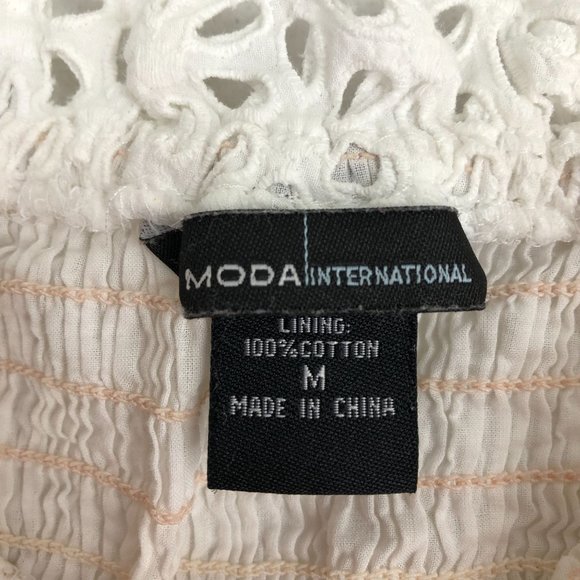 MODA INTERNATIONAL
LINING:
100%COTTON
M
MADE IN CHINA